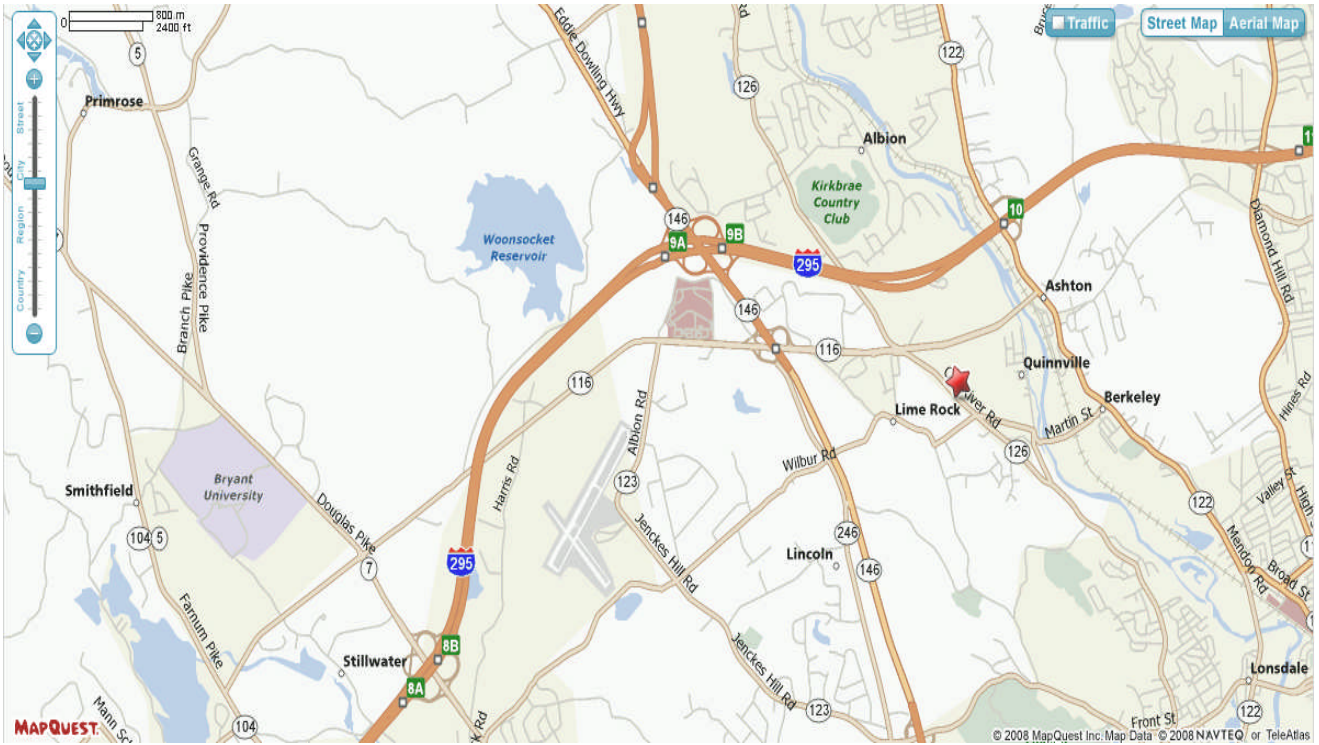 0
800 m
2400 ft
Traffic
Street Map
Aerial Map
Street
City
Region
Country
5
Eddie Dowling Hwy
122
126
Primrose
Albion
Grange Rd
Kirkbrae
Country
Club
10
146
9A
9B
Woonsocket
Reservoir
295
Diamond Hill Rd
Providence Pike
Branch Pike
Ashton
146
116
116
Quinnville
Albion Rd
Lime Rock
Berkeley
Martin St
Hines Rd
Wilbur Rd
126
Harris Rd
Bryant
University
Smithfield
123
Valley St
122
Douglas Pike
Jenckes Hill Rd
Mendon Rd
104
5
246
Lincoln
7
295
146
Broad St
Farnum Pike
8B
Stillwater
Jenckes Hill Rd
Lonsdale
8A
123
104
Front St
122
MAPQUEST.
© 2008 MapQuest Inc. Map Data © 2008 NAVTEQ or TeleAtlas